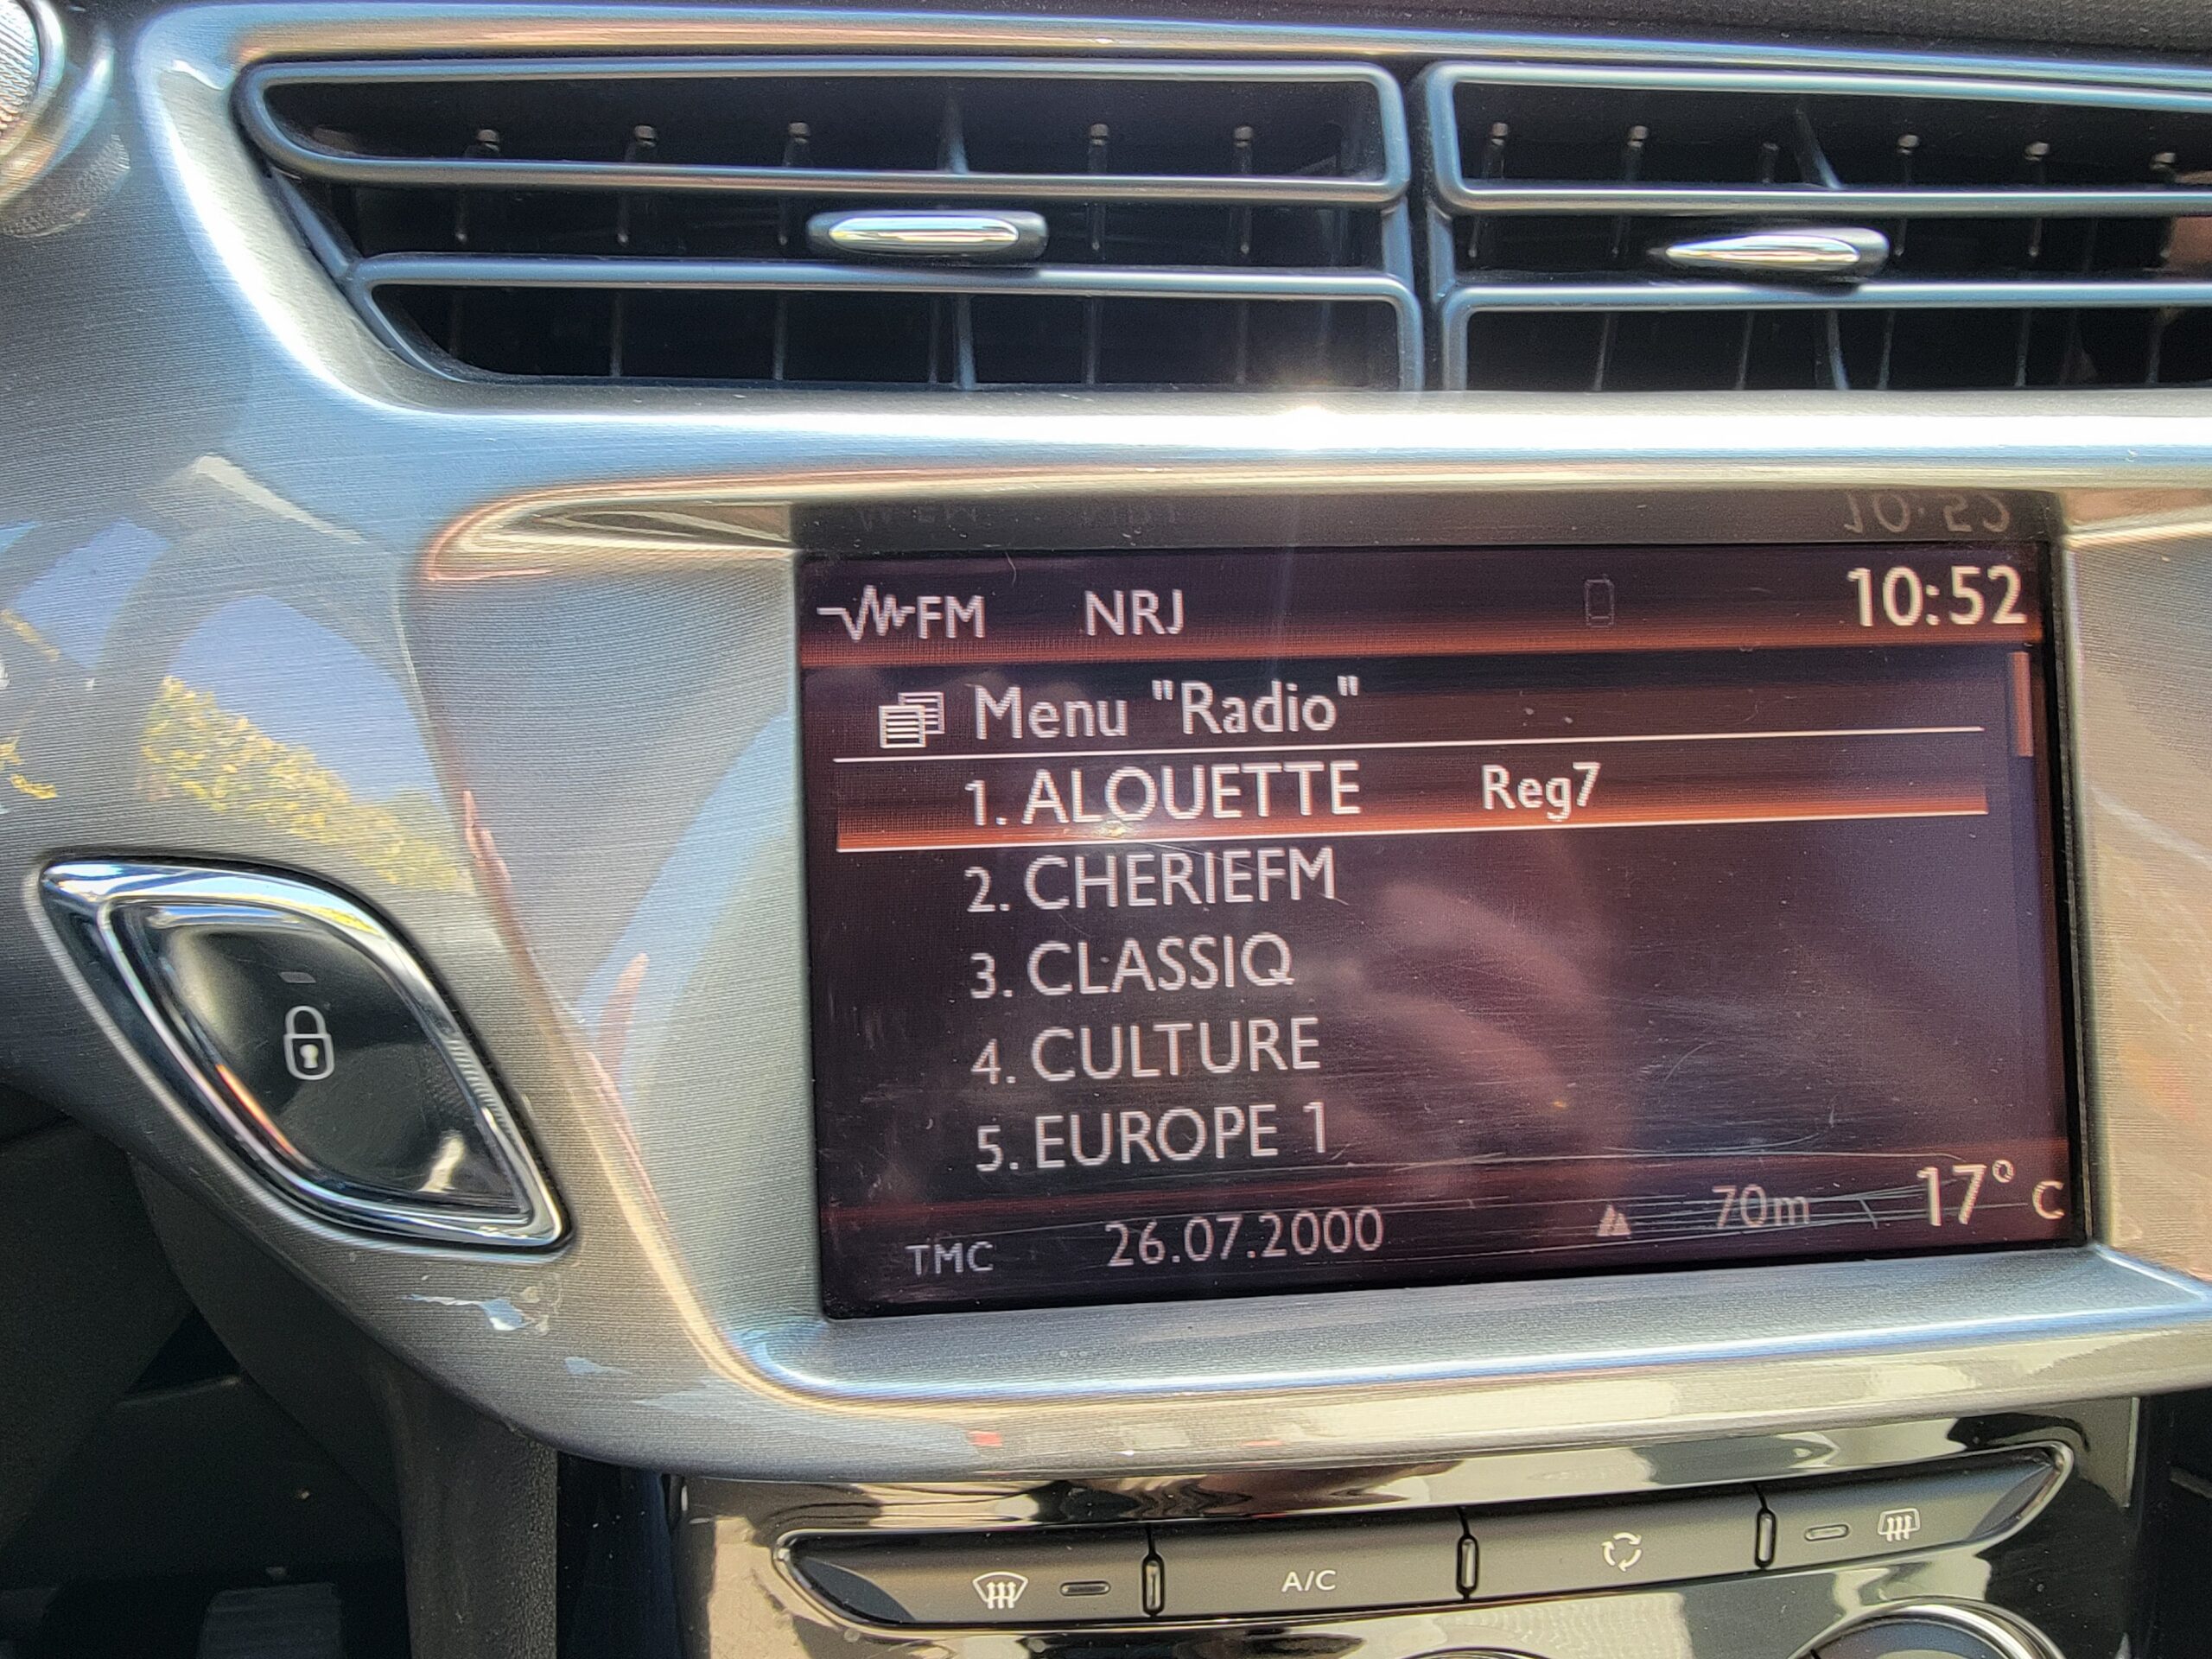 FM NRJ 10:52
Menu "Radio"
1. ALOUETTE Reg7
2. CHERIEFM
3. CLASSIQ
4. CULTURE
5. EUROPE 1
TMC 26.07.2000 70m 17° C
A/C